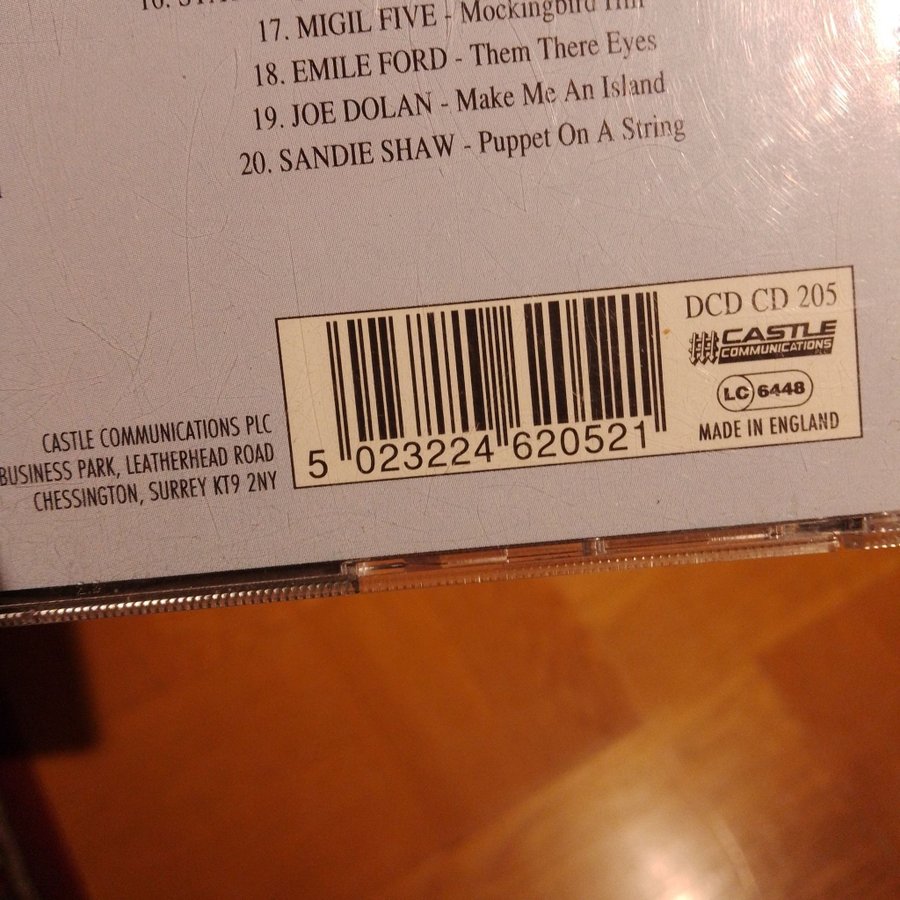 17. MIGIL FIVE - Mockingbird Hill
18. EMILE FORD - Them There Eyes
19. JOE DOLAN - Make Me An Island
20. SANDIE SHAW - Puppet On A String
DCD CD 205
CASTLE
COMMUNICATIONS
LC 6448
MADE IN ENGLAND
5 023224 620521
CASTLE COMMUNICATIONS PLC
BUSINESS PARK, LEATHERHEAD ROAD
CHESSINGTON, SURREY KT9 2NY